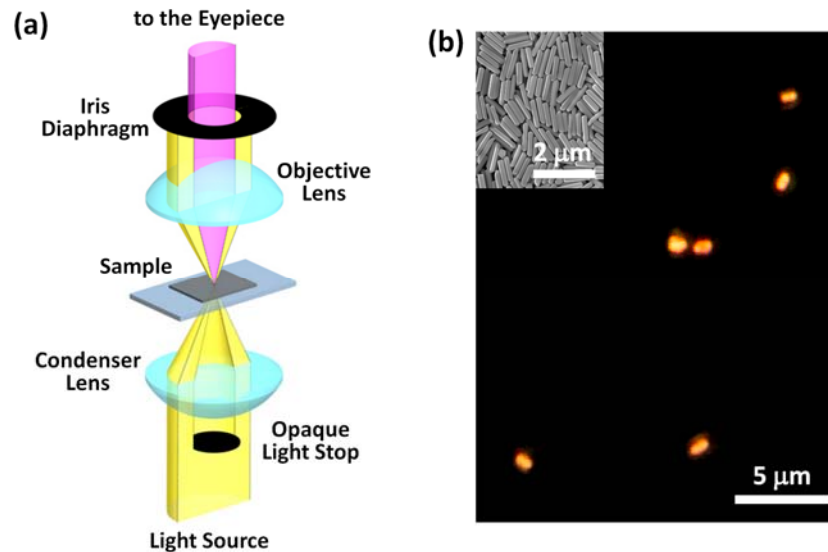 (a)
to the Eyepiece
Iris
Diaphragm
Objective
Lens
Sample
Condenser
Lens
Opaque
Light Stop
Light Source
(b)
2 μm
5 μm